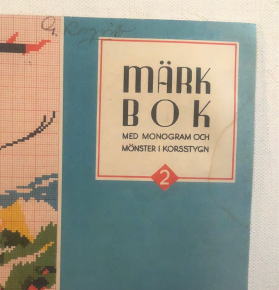 MÄRK
BOK
MED MONOGRAM OCH
MÖNSTER I KORSSTYGN
2